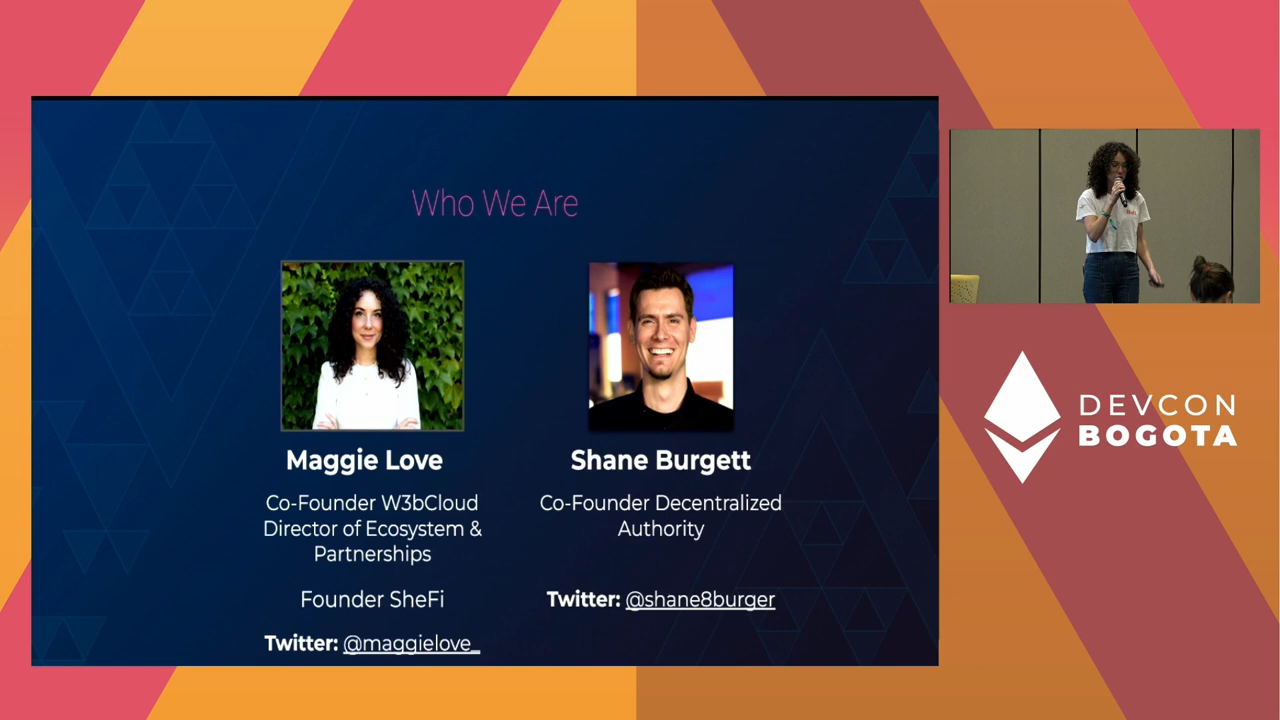 Who We Are
Maggie Love
Co-Founder W3bCloud
Director of Ecosystem &
Partnerships
Founder SheFi
Twitter: @maggielove_
Shane Burgett
Co-Founder Decentralized
Authority
Twitter: @shane8burger
DEVCON
BOGOTA